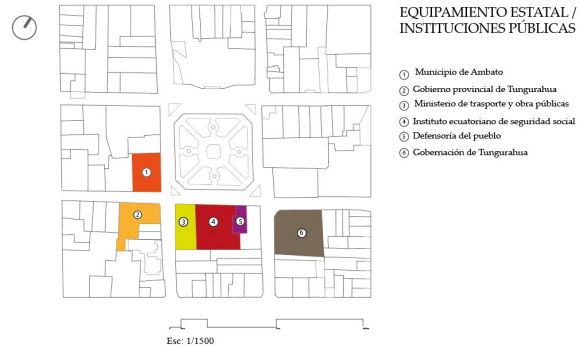 EQUIPAMIENTO ESTATAL /
INSTITUCIONES PÚBLICAS
1 Municipio de Ambato
2 Gobierno provincial de Tungurahua
3 Ministerio de trasporte y obra públicas
4 Instituto ecuatoriano de seguridad social
5 Defensoría del pueblo
6 Gobernación de Tungurahua
1
2
3
4
5
6
Esc: 1/1500